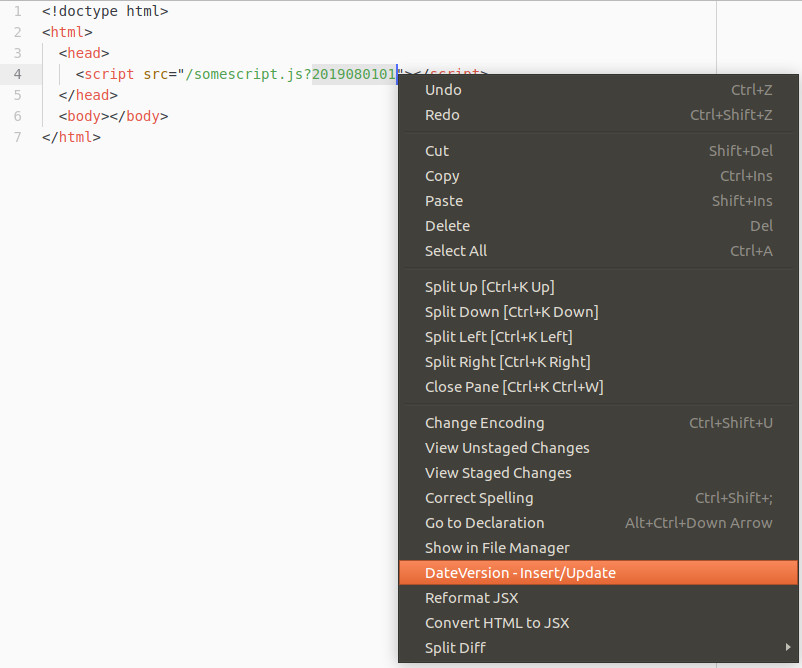 1 <!doctype html>
2 <html>
3 <head>
4 <script src="/somescript.js?2019080101"></script>
5 </head>
6 <body></body>
7 </html>
Undo Ctrl+Z
Redo Ctrl+Shift+Z
Cut Shift+Del
Copy Ctrl+Ins
Paste Shift+Ins
Delete Del
Select All Ctrl+A
Split Up [Ctrl+K Up]
Split Down [Ctrl+K Down]
Split Left [Ctrl+K Left]
Split Right [Ctrl+K Right]
Close Pane [Ctrl+K Ctrl+W]
Change Encoding Ctrl+Shift+U
View Unstaged Changes
View Staged Changes
Correct Spelling Ctrl+Shift+;
Go to Declaration Alt+Ctrl+Down Arrow
Show in File Manager
DateVersion - Insert/Update
Reformat JSX
Convert HTML to JSX
Split Diff